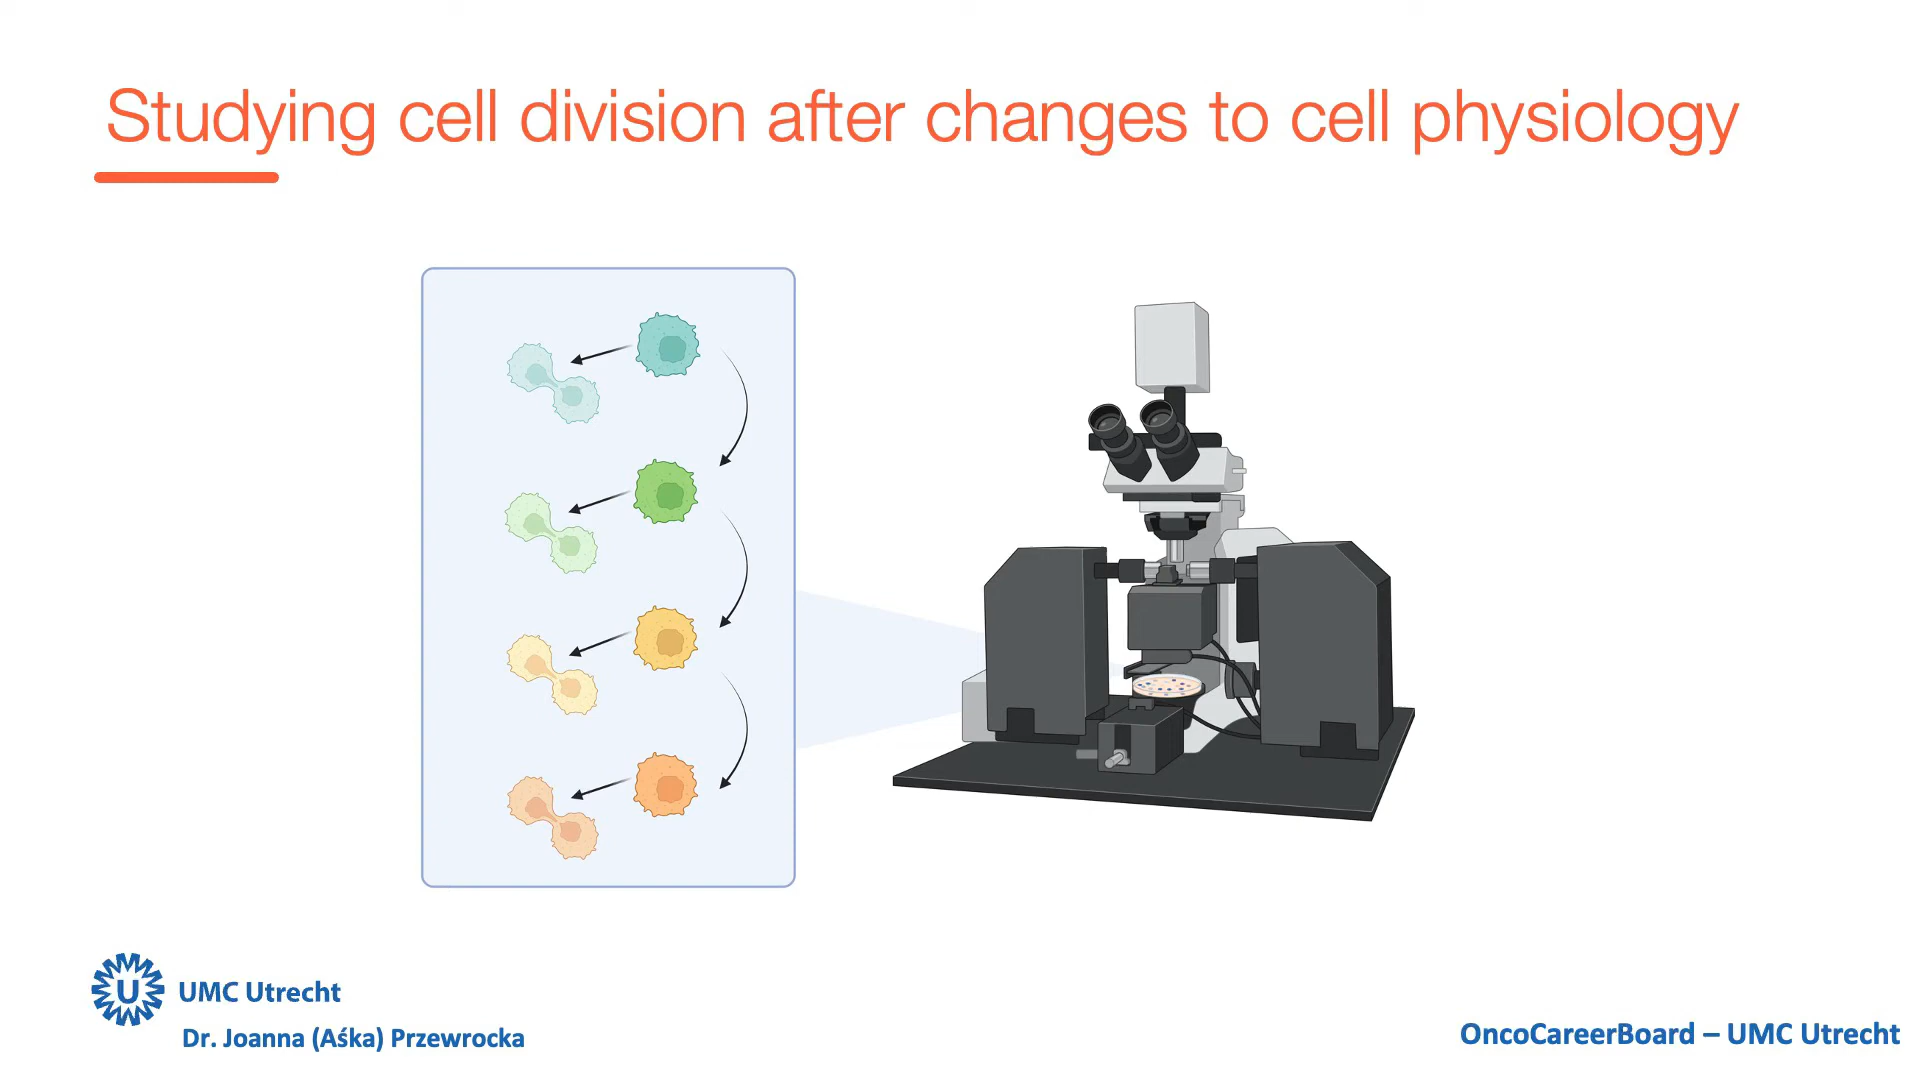 Studying cell division after changes to cell physiology
U
UMC Utrecht
Dr. Joanna (Aśka) Przewrocka
OncoCareerBoard – UMC Utrecht